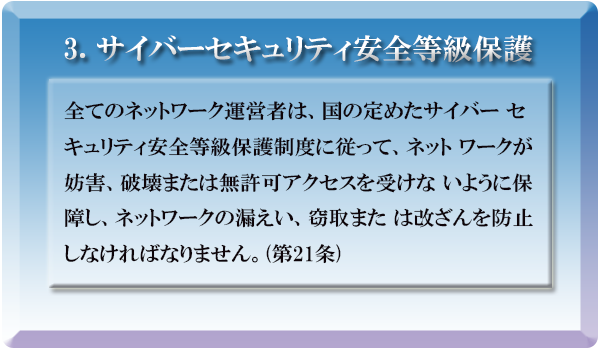 3. サイバーセキュリティ安全等級保護
全てのネットワーク運営者は、国の定めたサイバー セ
キュリティ安全等級保護制度に従って、ネット ワークが
妨害、破壊または無許可アクセスを受けな いように保
障し、ネットワークの漏えい、窃取また は改ざんを防止
しなければなりません。(第21条)